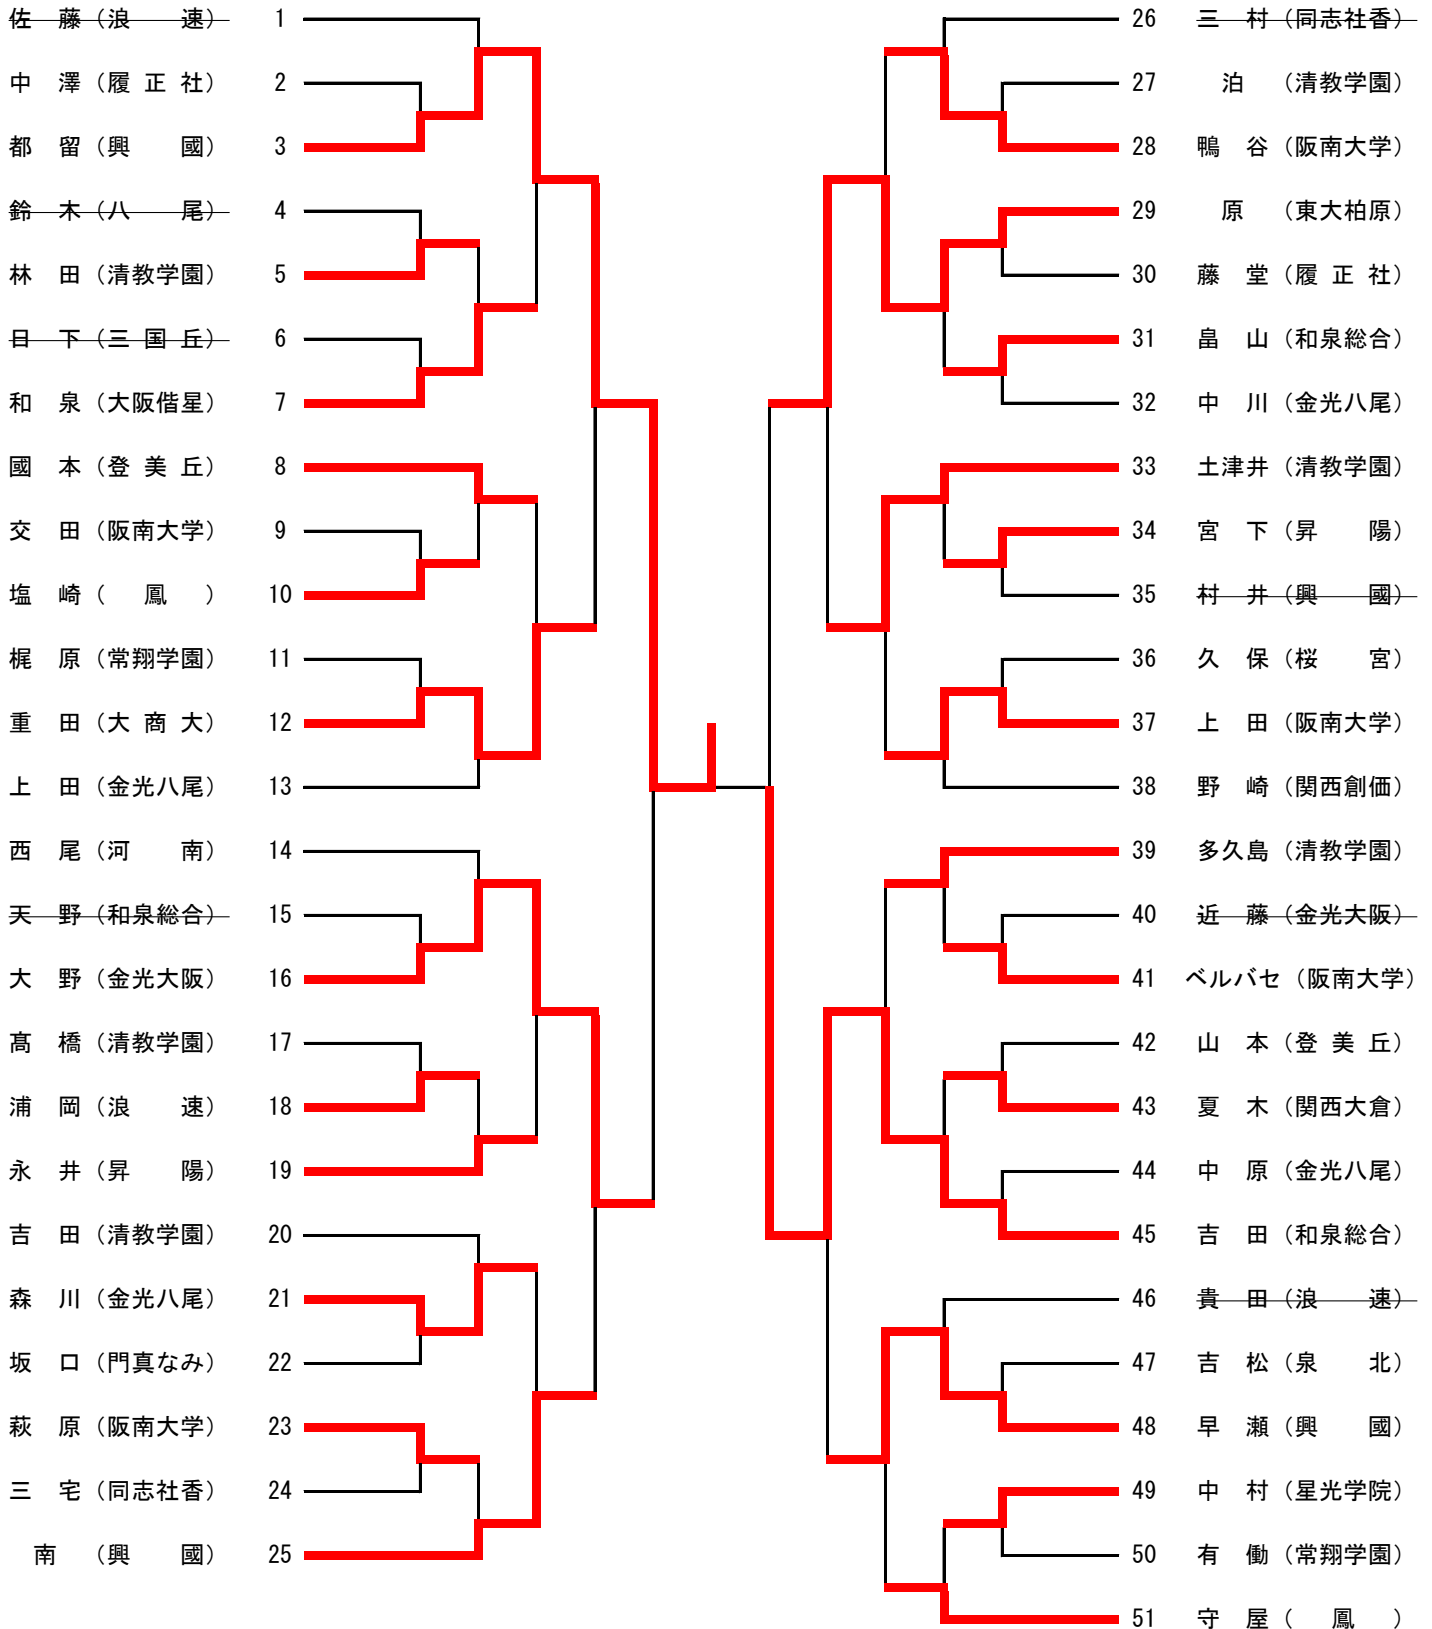 佐 藤（浪 速） 1
中 澤（履 正 社） 2
都 留（興 國） 3
鈴 木（八 尾） 4
林 田（清教学園） 5
日 下（三 国 丘） 6
和 泉（大阪偕星） 7
國 本（登 美 丘） 8
交 田（阪南大学） 9
塩 崎（ 鳳 ） 10
梶 原（常翔学園） 11
重 田（大 商 大） 12
上 田（金光八尾） 13
西 尾（河 南） 14
天 野（和泉総合） 15
大 野（金光大阪） 16
髙 橋（清教学園） 17
浦 岡（浪 速） 18
永 井（昇 陽） 19
吉 田（清教学園） 20
森 川（金光八尾） 21
坂 口（門真なみ） 22
萩 原（阪南大学） 23
三 宅（同志社香） 24
南 （興 國） 25
26 三 村（同志社香）
27 泊 （清教学園）
28 鴨 谷（阪南大学）
29 原 （東大柏原）
30 藤 堂（履 正 社）
31 畠 山（和泉総合）
32 中 川（金光八尾）
33 土津井（清教学園）
34 宮 下（昇 陽）
35 村 井（興 國）
36 久 保（桜 宮）
37 上 田（阪南大学）
38 野 崎（関西創価）
39 多久島（清教学園）
40 近 藤（金光大阪）
41 ベルバセ（阪南大学）
42 山 本（登 美 丘）
43 夏 木（関西大倉）
44 中 原（金光八尾）
45 吉 田（和泉総合）
46 貴 田（浪 速）
47 吉 松（泉 北）
48 早 瀬（興 國）
49 中 村（星光学院）
50 有 働（常翔学園）
51 守 屋（ 鳳 ）